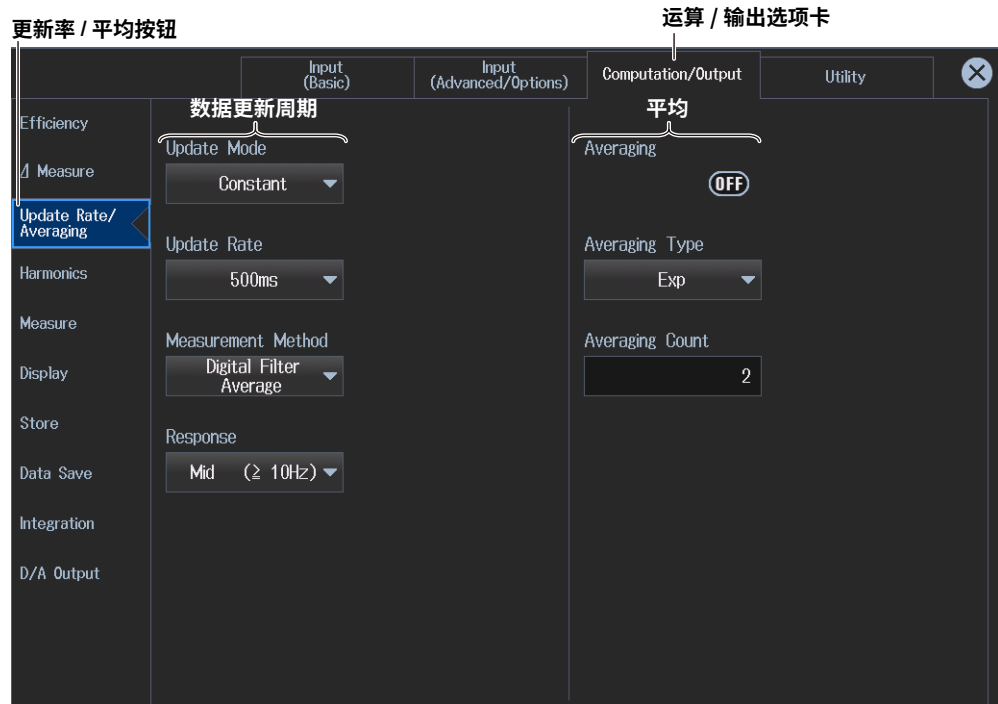 更新率 / 平均按钮
运算 / 输出选项卡
Input
(Basic)
Input
(Advanced/Options)
Computation/Output
Utility
Efficiency
⊿ Measure
Update Rate/
Averaging
Harmonics
Measure
Display
Store
Data Save
Integration
D/A Output
数据更新周期
Update Mode
Constant
Update Rate
500ms
Measurement Method
Digital Filter
Average
Response
Mid (≧ 10Hz)
平均
Averaging
OFF
Averaging Type
Exp
Averaging Count
2